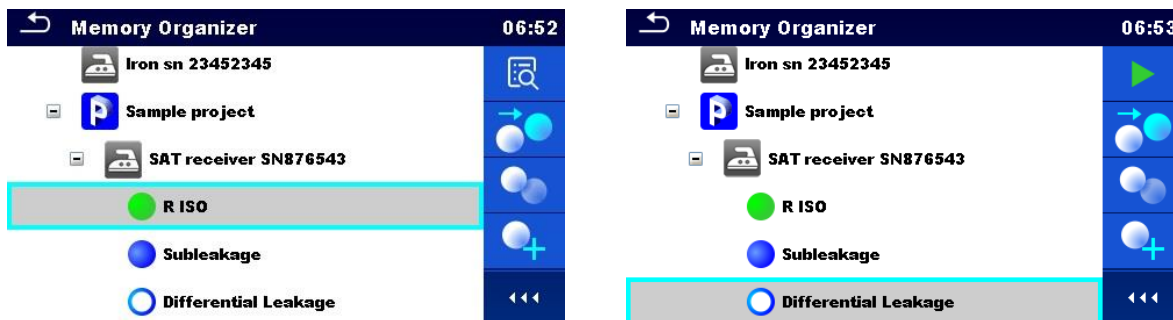 Memory Organizer 06:52
Iron sn 23452345
Sample project
SAT receiver SN876543
R ISO
Subleakage
Differential Leakage
Memory Organizer 06:53
Iron sn 23452345
Sample project
SAT receiver SN876543
R ISO
Subleakage
Differential Leakage